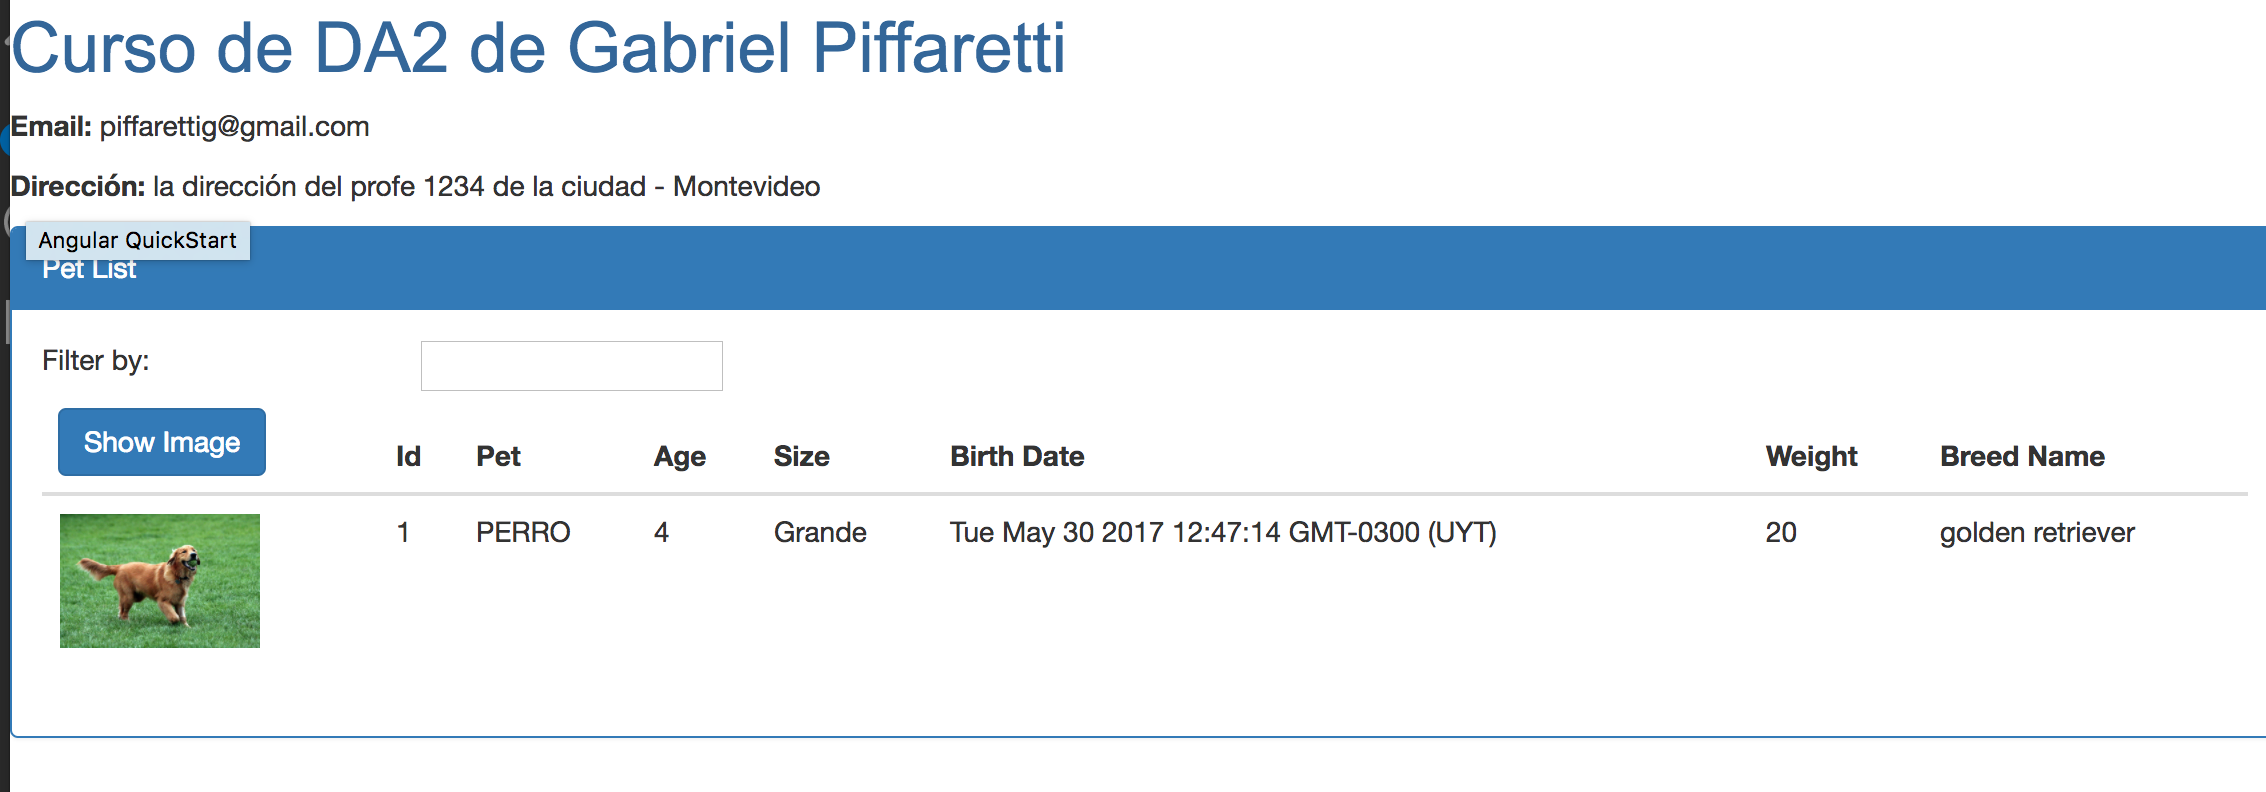 Curso de DA2 de Gabriel Piffaretti
Email: piffarettig@gmail.com
Dirección: la dirección del profe 1234 de la ciudad - Montevideo
Angular QuickStart
Pet List
Filter by:
Show Image Id Pet Age Size Birth Date Weight Breed Name
1 PERRO 4 Grande Tue May 30 2017 12:47:14 GMT-0300 (UYT) 20 golden retriever